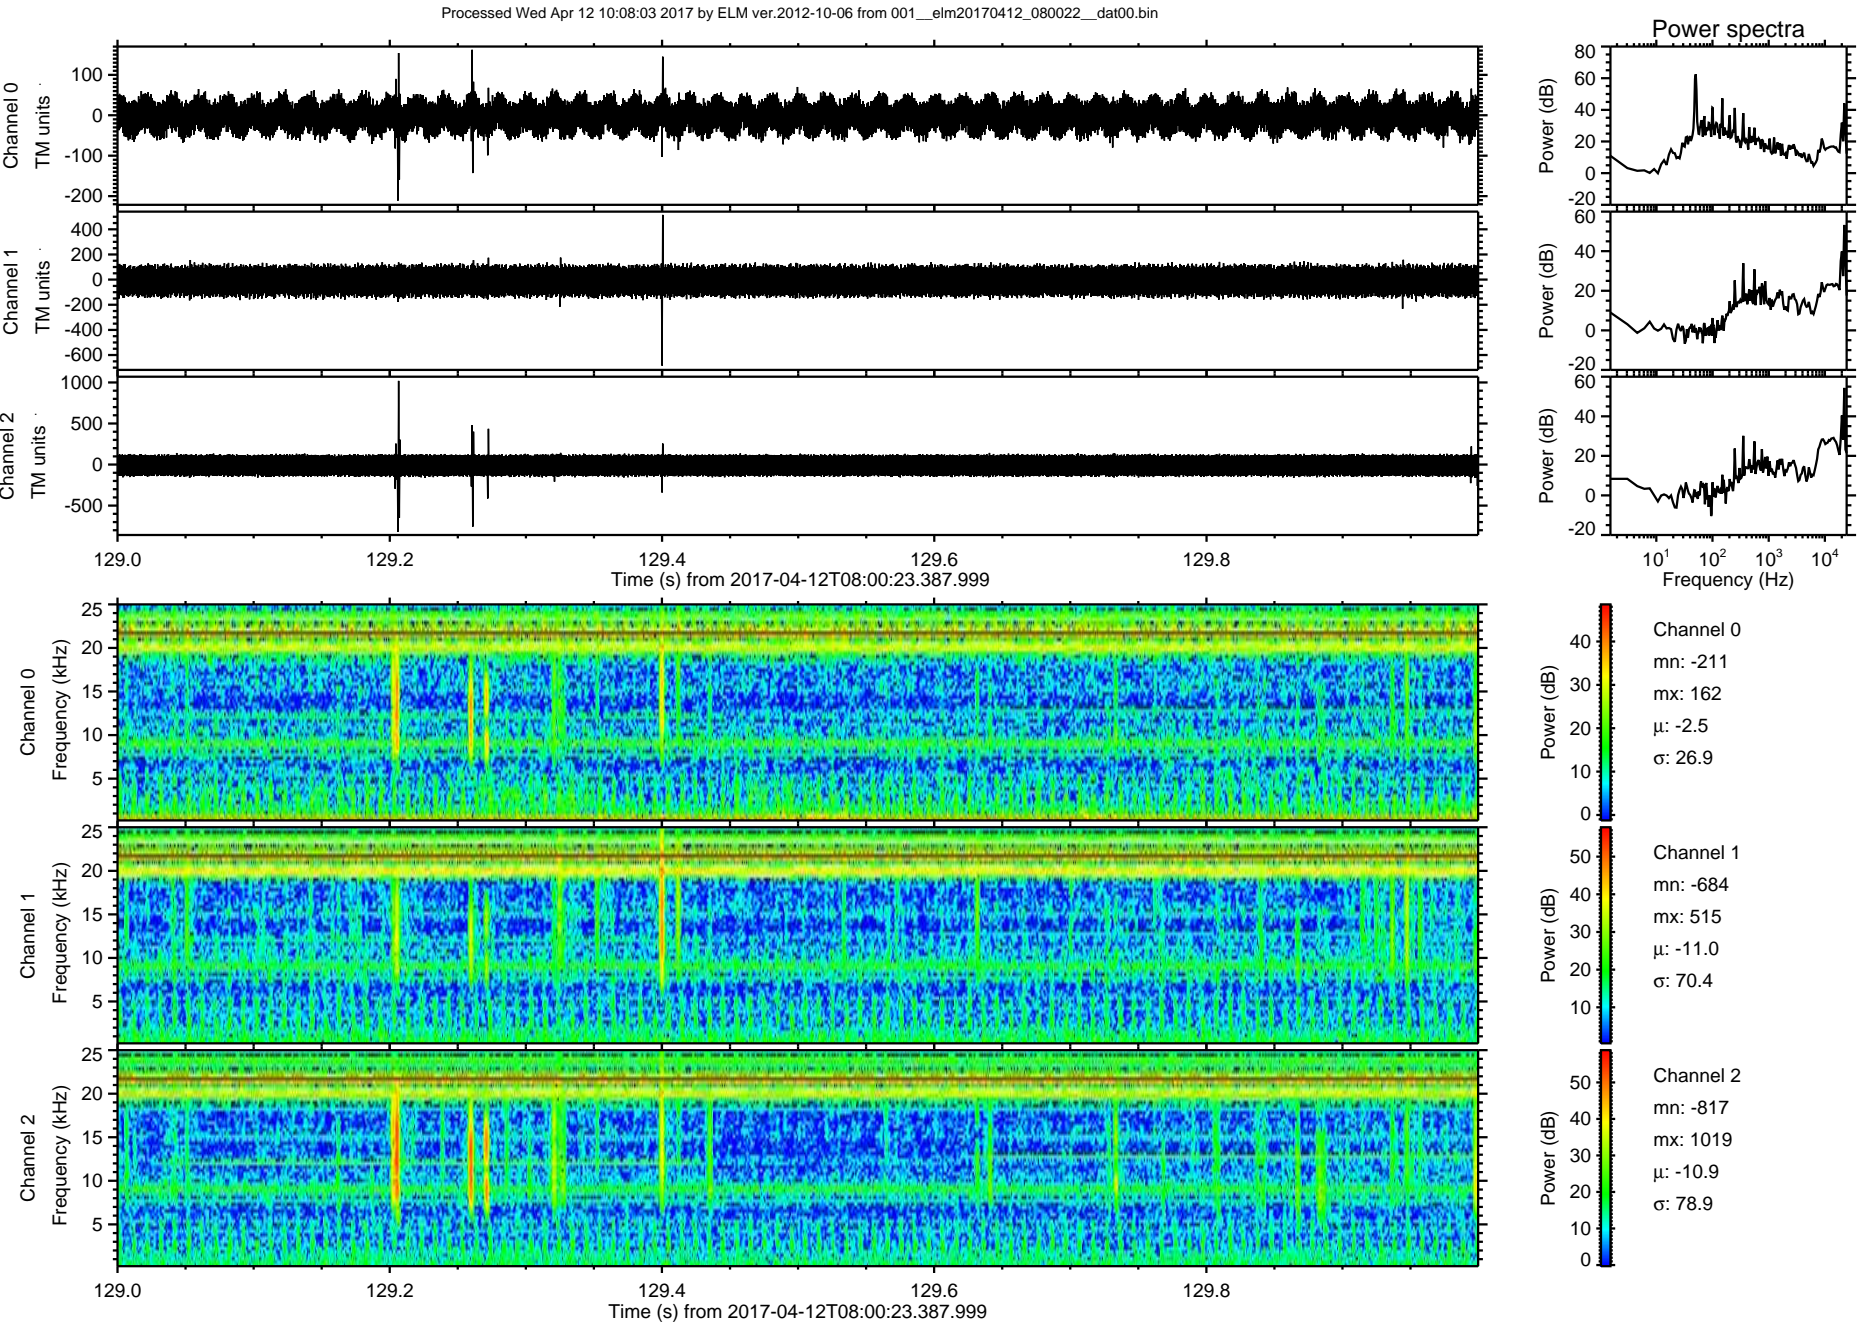 Processed Wed Apr 12 10:08:03 2017 by ELM ver.2012-10-06 from 001__elm20170412_080022__dat00.bin
Power spectra
Channel 0
TM units
100
0
-100
-200
Power (dB)
80
60
40
20
0
-20
Channel 1
TM units
400
200
0
-200
-400
-600
Power (dB)
60
40
20
0
-20
Channel 2
TM units
1000
500
0
-500
Power (dB)
60
40
20
0
-20
129.0 129.2 129.4 129.6 129.8
Time (s) from 2017-04-12T08:00:23.387.999
10¹ 10² 10³ 10⁴
Frequency (Hz)
Channel 0
Frequency (kHz)
25
20
15
10
5
Power (dB)
40
30
20
10
0
Channel 0
mn: -211
mx: 162
µ: -2.5
σ: 26.9
Channel 1
Frequency (kHz)
25
20
15
10
5
Power (dB)
50
40
30
20
10
Channel 1
mn: -684
mx: 515
µ: -11.0
σ: 70.4
Channel 2
Frequency (kHz)
25
20
15
10
5
Power (dB)
50
40
30
20
10
0
Channel 2
mn: -817
mx: 1019
µ: -10.9
σ: 78.9
129.0 129.2 129.4 129.6 129.8
Time (s) from 2017-04-12T08:00:23.387.999